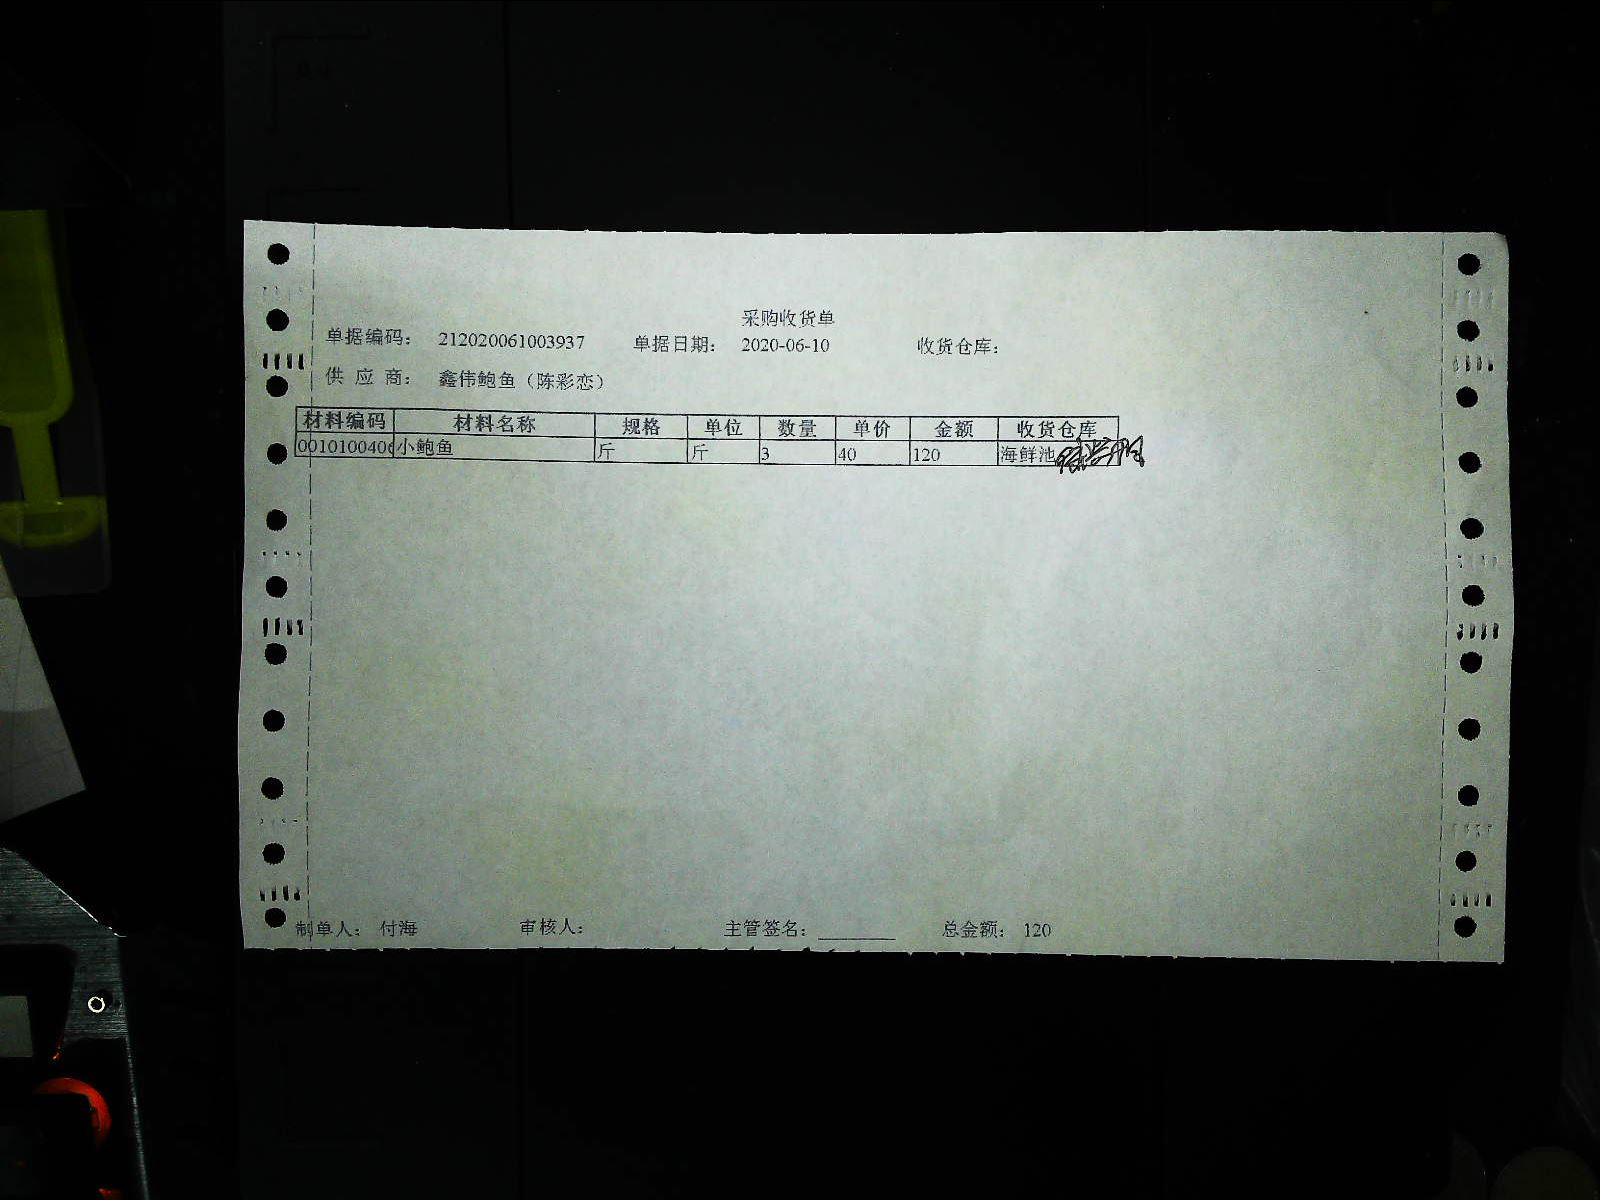 采购收货单
单据编码： 212020061003937 单据日期： 2020-06-10 收货仓库：
供 应 商： 鑫伟鲍鱼（陈彩恋）
材料编码 材料名称 规格 单位 数量 单价 金额 收货仓库
0010100406 小鲍鱼 斤 斤 3 40 120 海鲜池
制单人： 付海 审核人： 主管签名： 总金额： 120